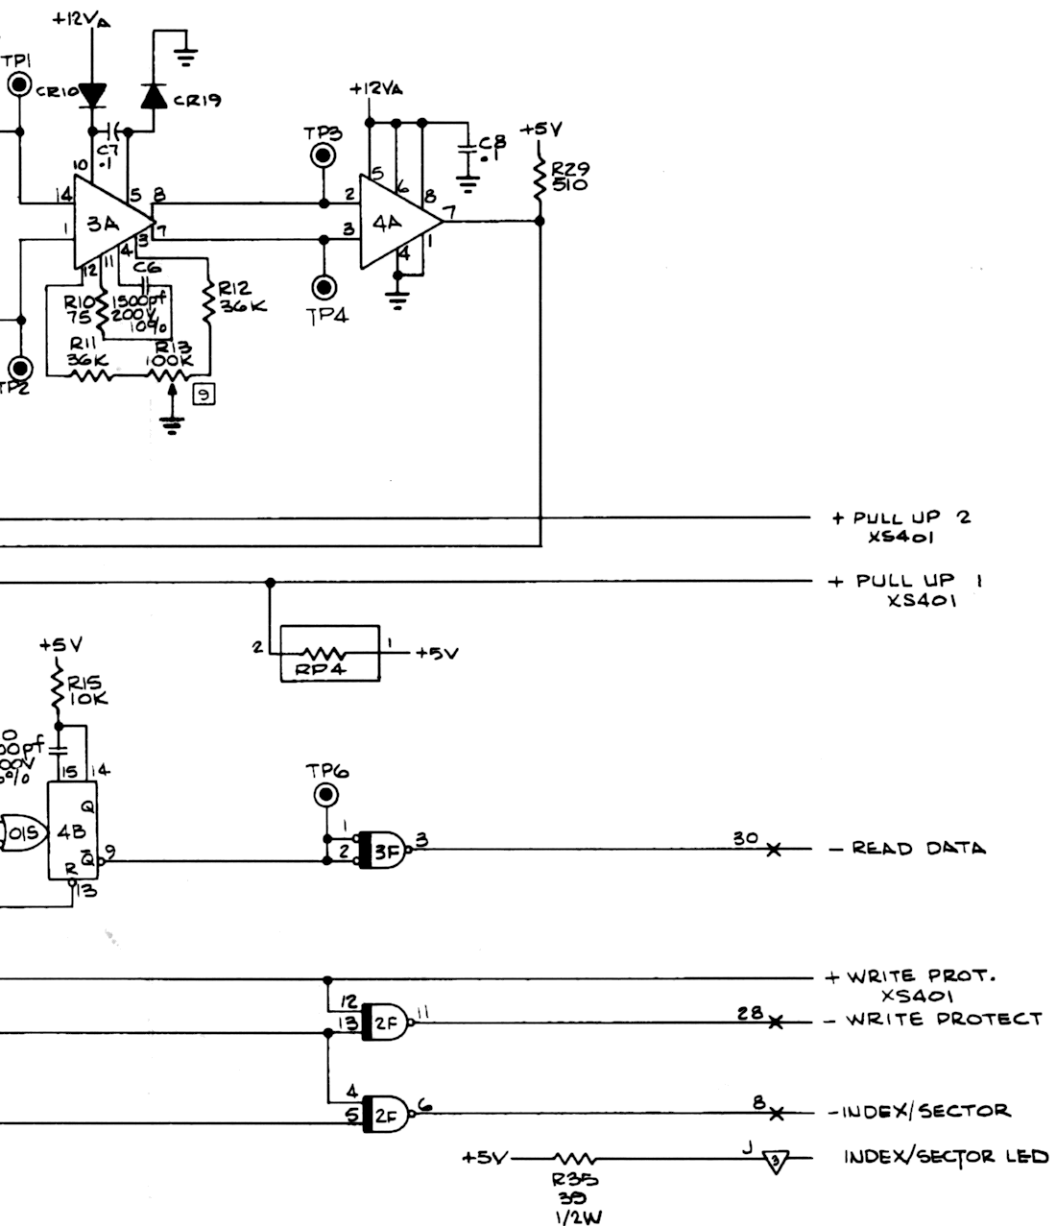 +12VA
TP1
CR10
CR19
C7
.1
10
14
1
3A
5
8
7
3
4
11
12
C6
1500pf
200V
10%
R10
75
R12
36K
R11
36K
R13
100K
9
TP2
TP3
TP4
+12VA
5
6
8
2
3
4A
7
4
1
C8
.1
+5V
R29
510
+ PULL UP 2
XS401
+ PULL UP 1
XS401
2
RP4
1
+5V
+5V
R15
10K
15
14
Q
OIS
4B
Q
9
R
13
TP6
1
2
3F
3
30
- READ DATA
+ WRITE PROT.
XS401
12
13
2F
11
28
- WRITE PROTECT
4
5
2F
6
8
-INDEX/SECTOR
+5V
R35
39
1/2W
J
3
INDEX/SECTOR LED